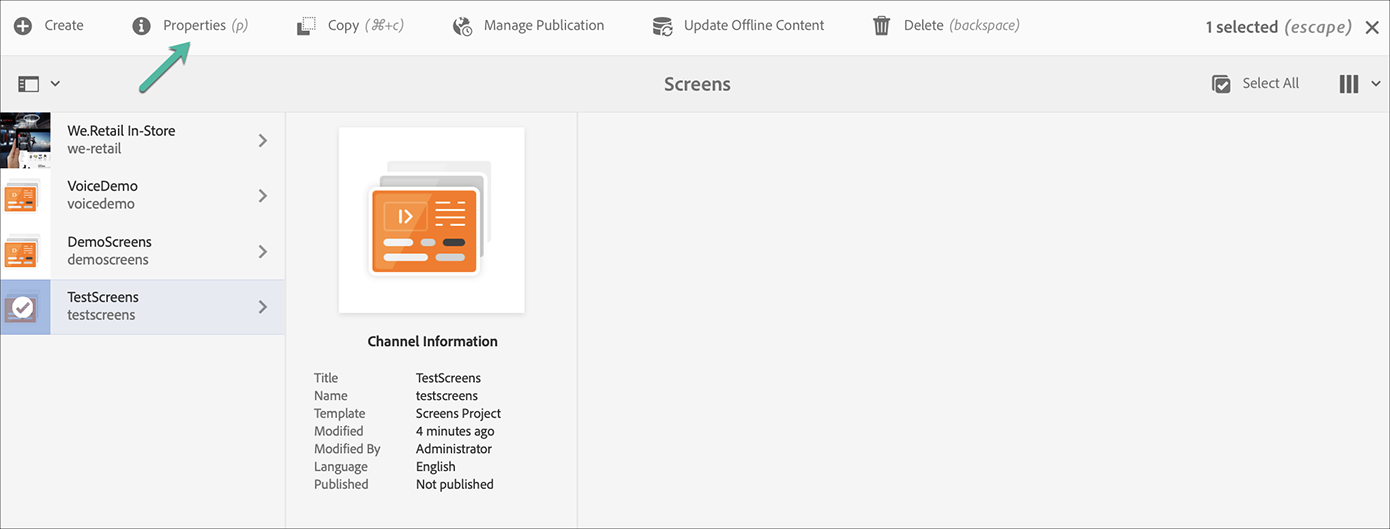 Create Properties (p) Copy (⌘+c) Manage Publication Update Offline Content Delete (backspace) 1 selected (escape)
Screens Select All
We.Retail In-Store
we-retail
VoiceDemo
voicedemo
DemoScreens
demoscreens
TestScreens
testscreens
Channel Information
Title TestScreens
Name testscreens
Template Screens Project
Modified 4 minutes ago
Modified By Administrator
Language English
Published Not published